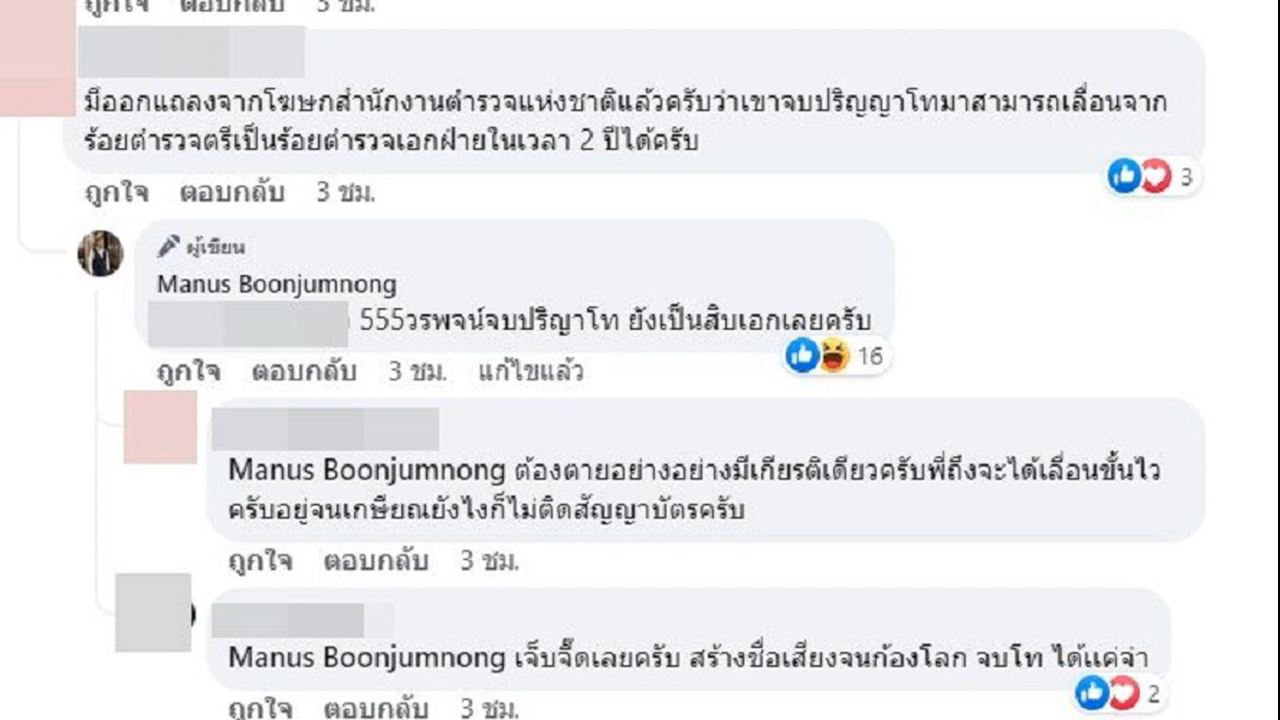 ถูกใจ ตอบกลับ 3 ชม.
มีออกแถลงจากโฆษกสำนักงานตำรวจแห่งชาติแล้วครับว่าเขาจบปริญญาโทมาสามารถเลื่อนจาก
ร้อยตำรวจตรีเป็นร้อยตำรวจเอกฝ่ายในเวลา 2 ปีได้ครับ
3
ถูกใจ ตอบกลับ 3 ชม.
ผู้เขียน
Manus Boonjumnong
555วรพจน์จบปริญาโท ยังเป็นสิบเอกเลยครับ
16
ถูกใจ ตอบกลับ 3 ชม. แก้ไขแล้ว
Manus Boonjumnong ต้องตายอย่างอย่างมีเกียรติเดียวครับพี่ถึงจะได้เลื่อนขั้นไว
ครับอยู่จนเกษียณยังไงก็ไม่ติดสัญญาบัตรครับ
ถูกใจ ตอบกลับ 3 ชม.
Manus Boonjumnong เจ็บจี๊ดเลยครับ สร้างชื่อเสียงจนก้องโลก จบโท ได้แค่จ่า
2
ถูกใจ ตอบกลับ 3 ชม.